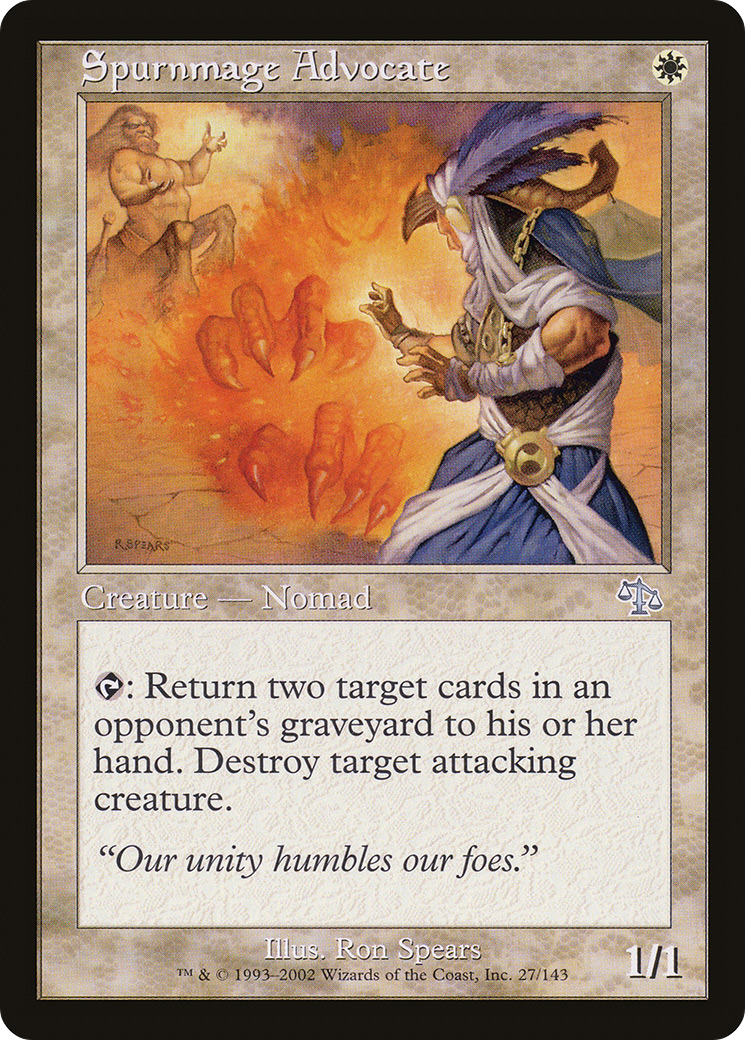 Spurnmage Advocate
R.SPEARS
Creature — Nomad
: Return two target cards in an
opponent's graveyard to his or her
hand. Destroy target attacking
creature.
“Our unity humbles our foes.”
Illus. Ron Spears
™ & © 1993–2002 Wizards of the Coast, Inc. 27/143
1/1